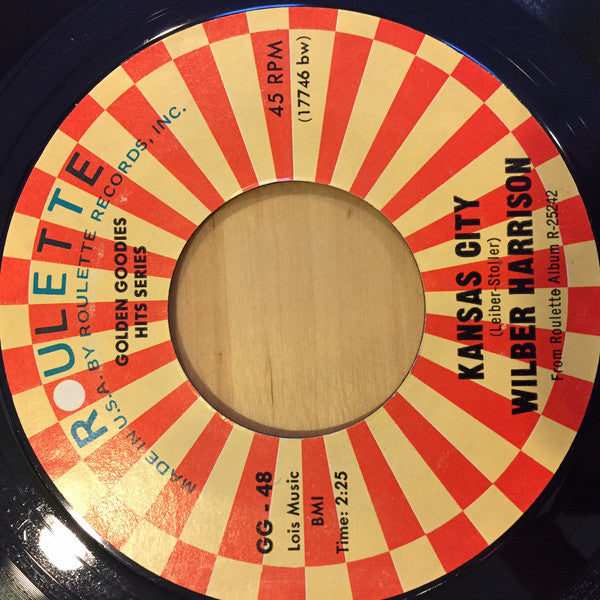 ROULETTE
MADE IN U.S.A. BY ROULETTE RECORDS, INC.
GOLDEN GOODIES
HITS SERIES
GG - 48
Lois Music
BMI
Time: 2:25
45 RPM
(17746 bw)
KANSAS CITY
(Leiber-Stoller)
WILBER HARRISON
From Roulette Album R-25242